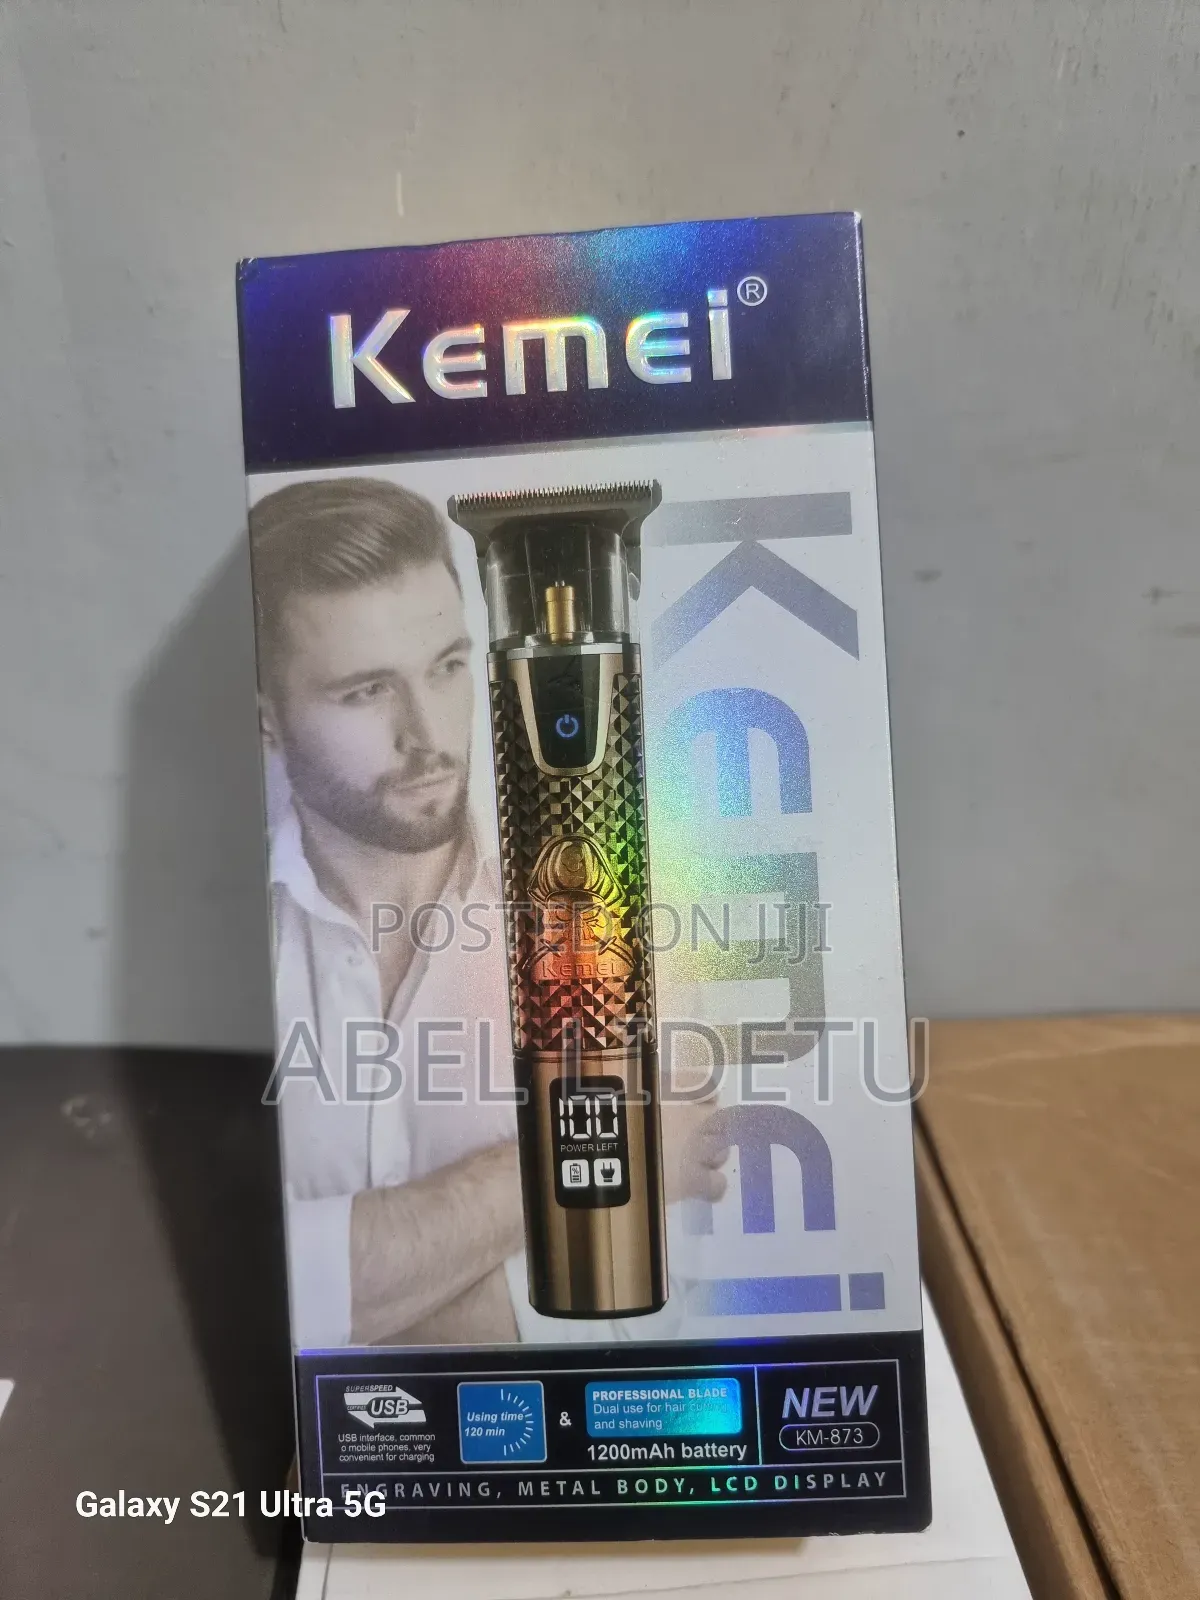 Kemei®
Kemei
POSTED ON JIJI
Kemei
ABEL LIDETU
100
POWER LEFT
SUPERSPEED
CERTIFIED USB
USB interface, common
o mobile phones, very
convenient for charging
Using time
120 min
&
PROFESSIONAL BLADE
Dual use for hair cutting
and shaving
1200mAh battery
NEW
KM-873
ENGRAVING, METAL BODY, LCD DISPLAY
Galaxy S21 Ultra 5G